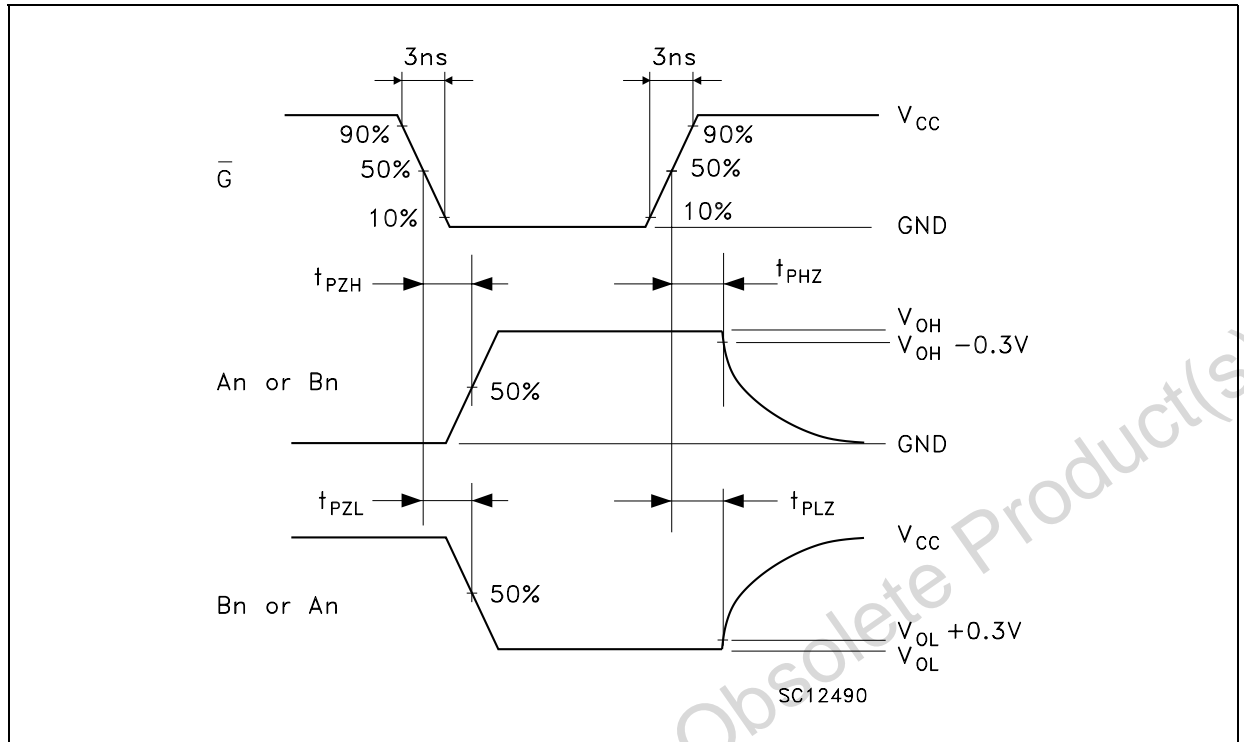 3ns 3ns
90% 90% V_CC
50% 50%
G̅
10% 10%
GND
t_PZH t_PHZ
V_OH
V_OH −0.3V
An or Bn 50%
GND
t_PZL t_PLZ
V_CC
50%
Bn or An
V_OL +0.3V
V_OL
SC12490
Obsolete Product(s